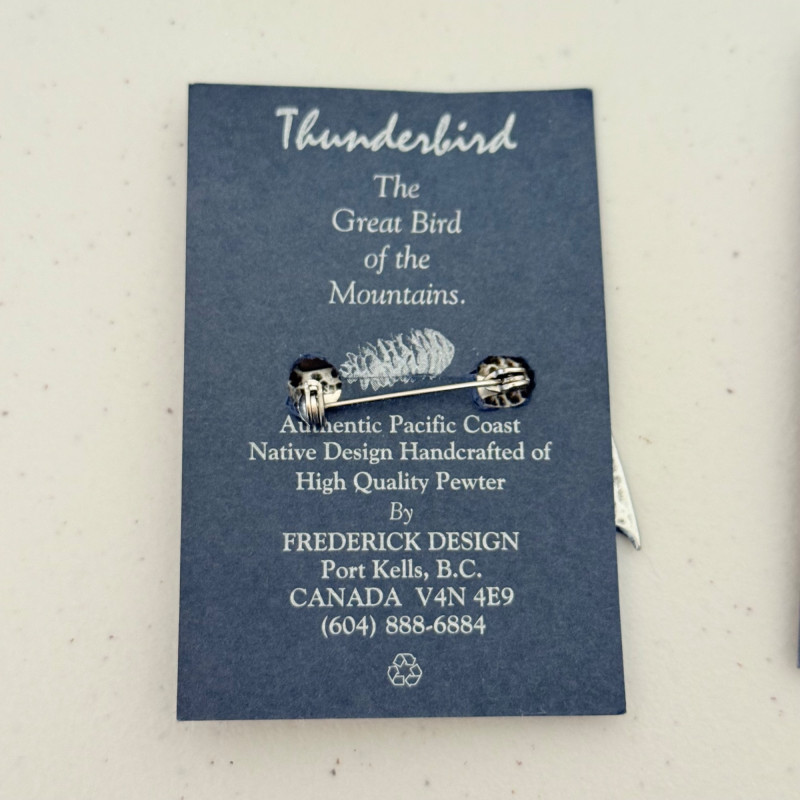 Thunderbird
The
Great Bird
of the
Mountains.
Authentic Pacific Coast
Native Design Handcrafted of
High Quality Pewter
By
FREDERICK DESIGN
Port Kells, B.C.
CANADA V4N 4E9
(604) 888-6884